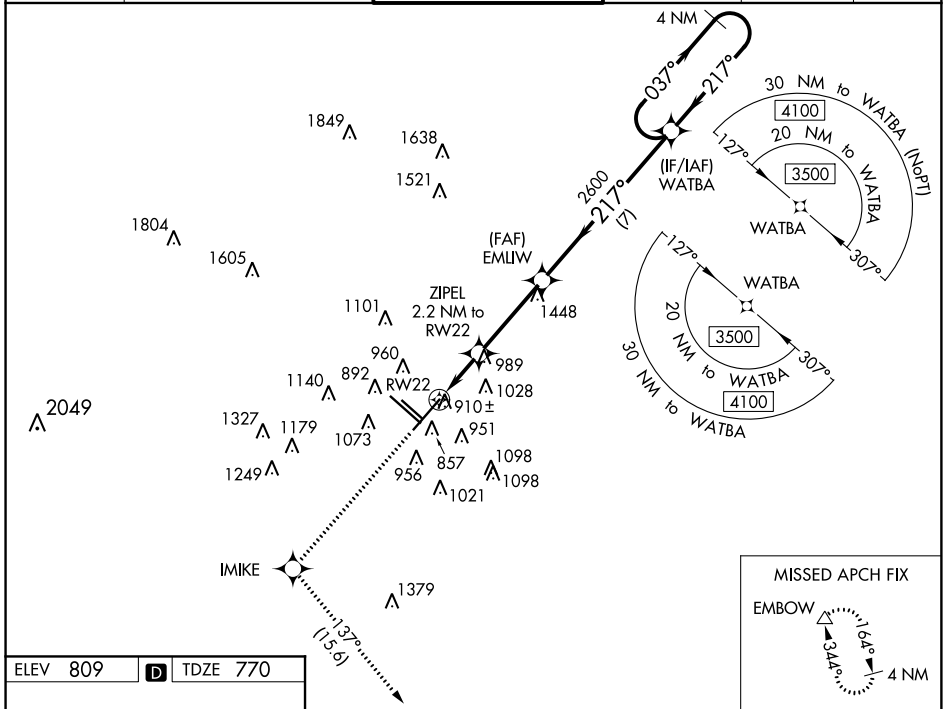 4 NM
037°
217°
30 NM to WATBA (NoPT)
4100
20 NM to WATBA
3500
127°
307°
WATBA
1849
1638
1521
(IF/IAF)
WATBA
2600
217°
(7)
1804
1605
(FAF)
EMLIW
1448
127°
WATBA
3500
20 NM to WATBA
307°
4100
30 NM to WATBA
ZIPEL
2.2 NM to
RW22
1101
960
989
892
RW22
1028
1140
910±
2049
1327
1179
1073
951
1249
956
857
1098
1098
1021
IMIKE
1379
137°
(15.6)
MISSED APCH FIX
EMBOW
164°
344°
4 NM
ELEV 809 D TDZE 770